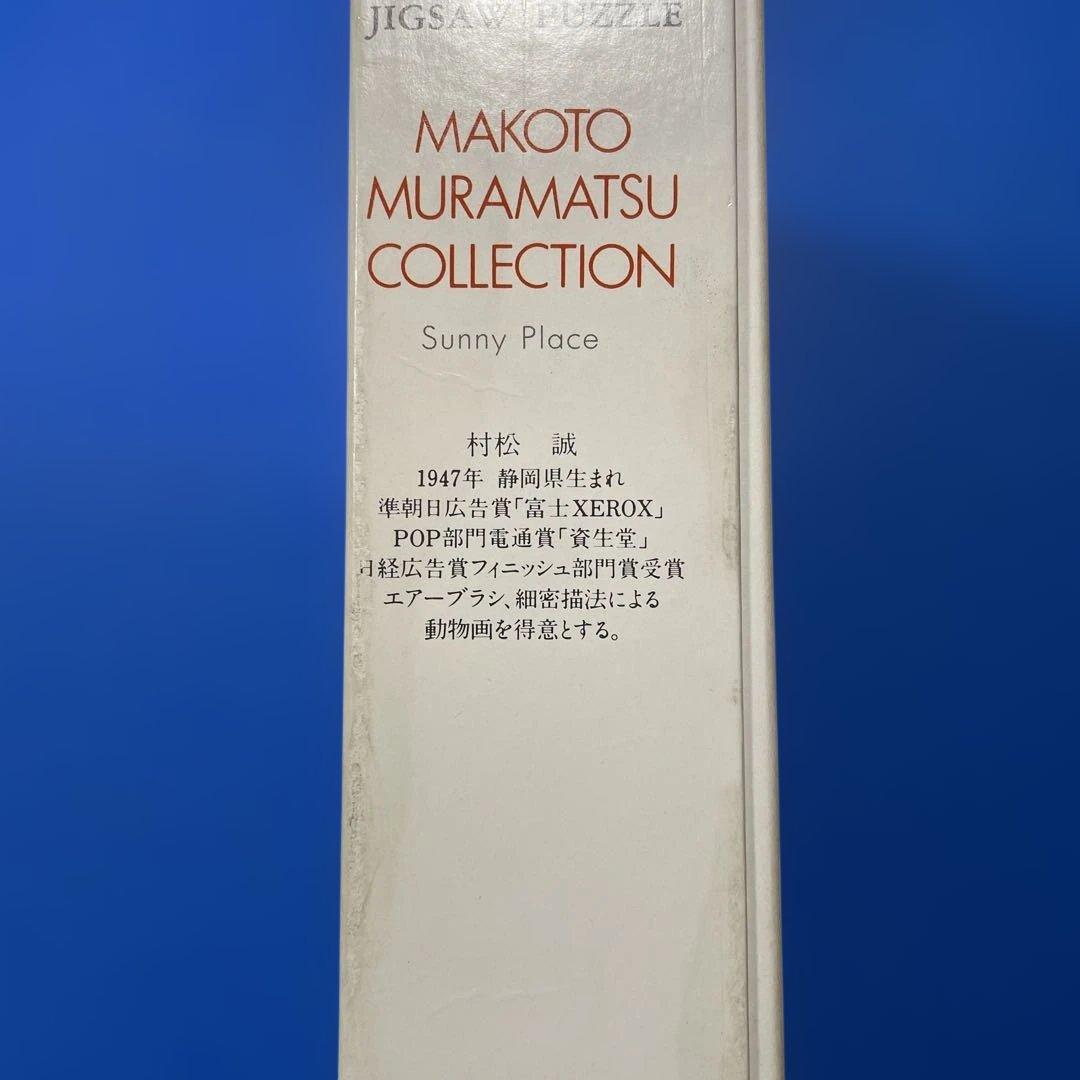 JIGSAW PUZZLE
MAKOTO
MURAMATSU
COLLECTION
Sunny Place
村松　誠
1947年 静岡県生まれ
準朝日広告賞「富士XEROX」
POP部門電通賞「資生堂」
日経広告賞フィニッシュ部門賞受賞
エアーブラシ、細密描法による
動物画を得意とする。